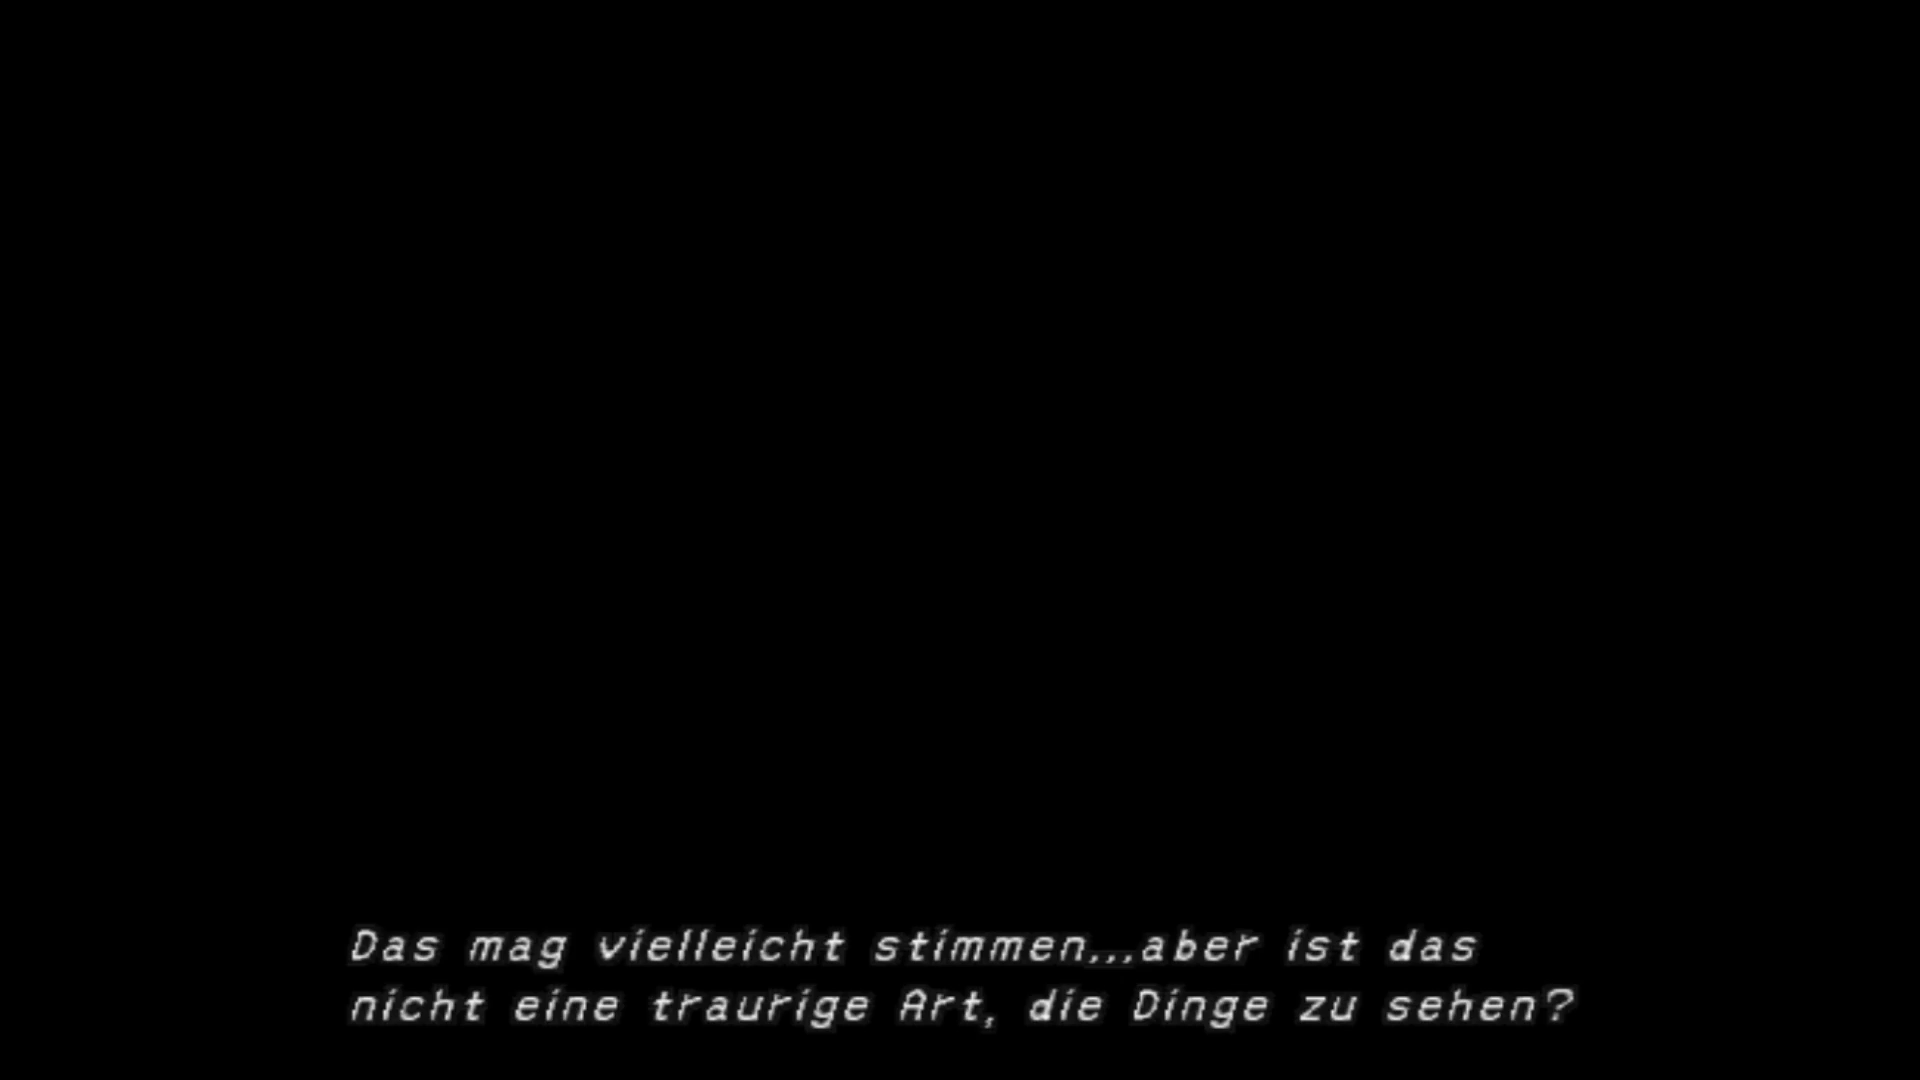 Das mag vielleicht stimmen...aber ist das
nicht eine traurige Art, die Dinge zu sehen?